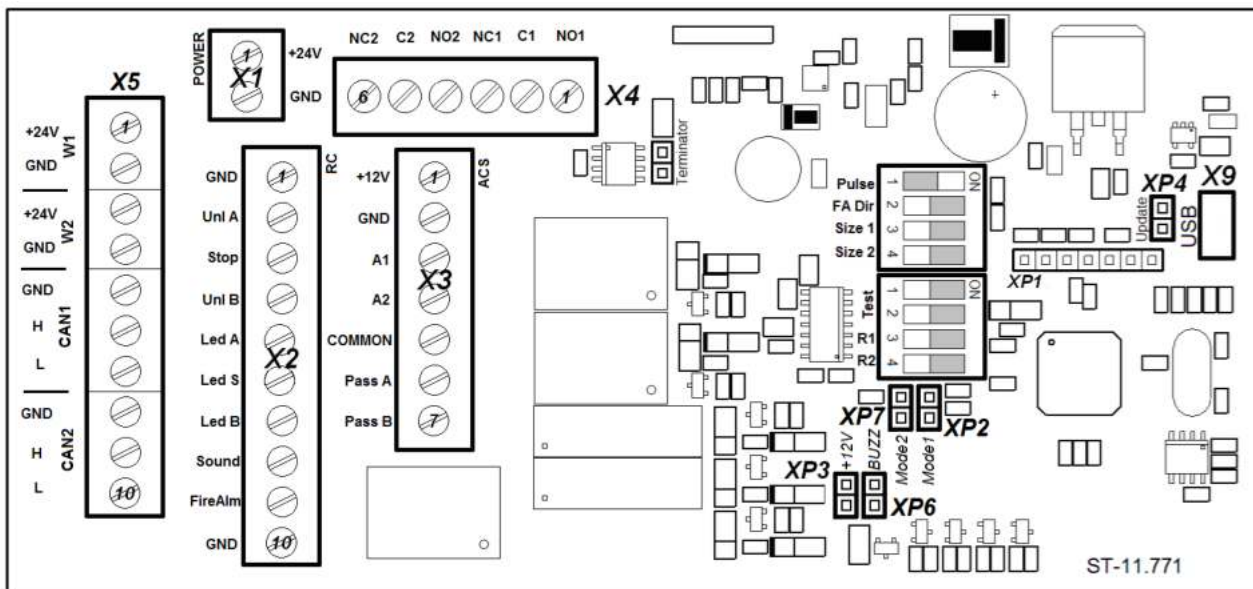 POWER
X1
1
+24V
GND
NC2 C2 NO2 NC1 C1 NO1
6 1
X4
X5
1
+24V
GND
W1
+24V
GND
W2
GND
H
L
CAN1
GND
H
L
CAN2
10
RC
X2
GND 1
Unl A
Stop
Unl B
Led A
Led S
Led B
Sound
FireAlm
GND 10
ACS
X3
+12V 1
GND
A1
A2
COMMON
Pass A
Pass B 7
Terminator
+
Pulse 1 NO
FA Dir 2
Size 1 3
Size 2 4
Test
1 NO
2
R1 3
R2 4
XP4
Update
X9
USB
XP1
XP7
Mode2
Mode1
XP2
XP3
+12V
BUZZ
XP6
ST-11.771